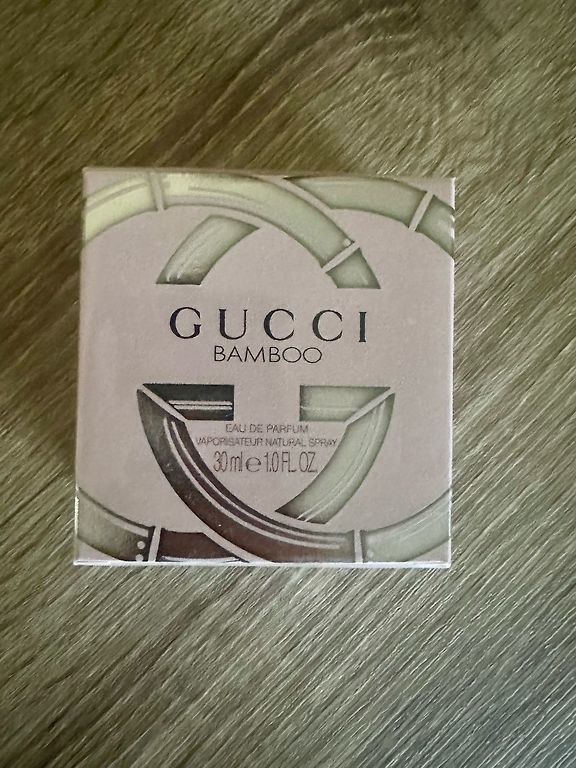 GUCCI
BAMBOO
EAU DE PARFUM
VAPORISATEUR NATURAL SPRAY
30 ml e 1.0 FL. OZ.